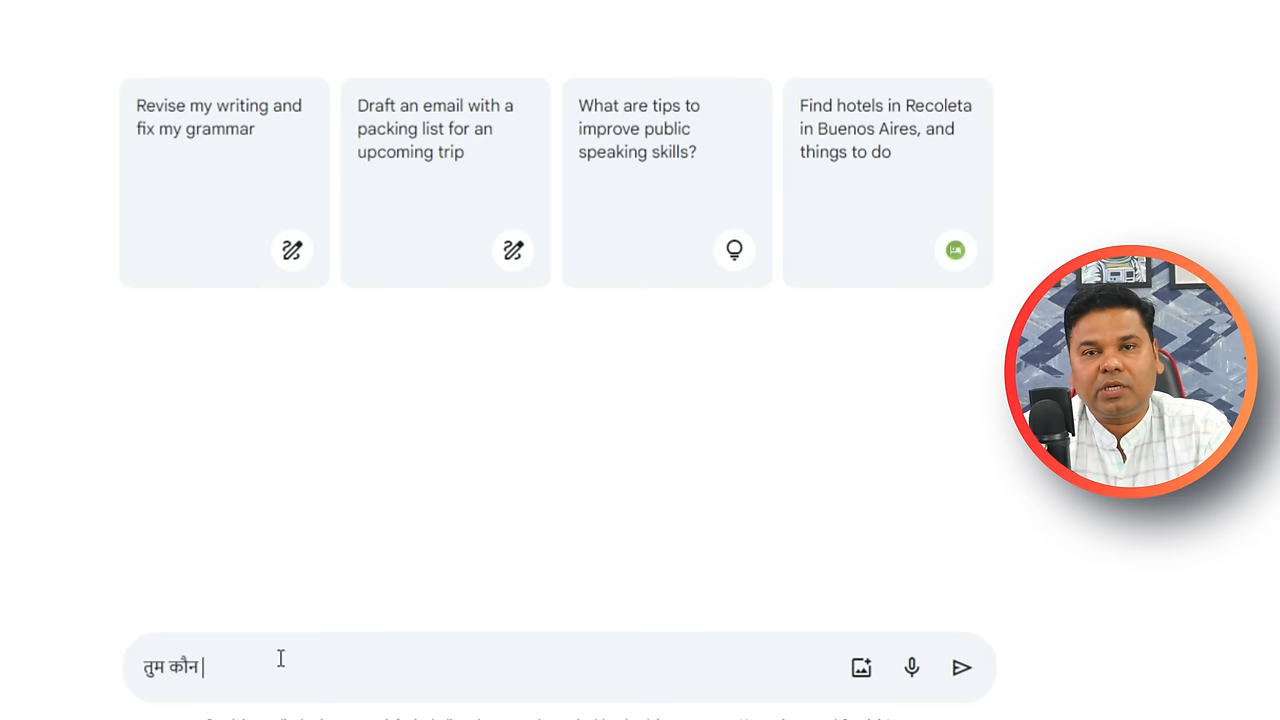 Revise my writing and
fix my grammar
Draft an email with a
packing list for an
upcoming trip
What are tips to
improve public
speaking skills?
Find hotels in Recoleta
in Buenos Aires, and
things to do
तुम कौन